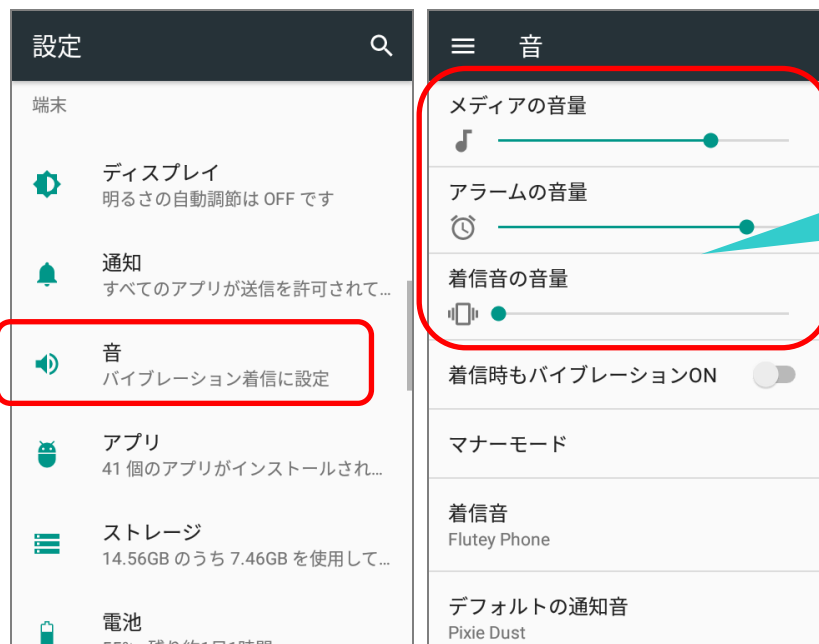 設定
端末
ディスプレイ
明るさの自動調節は OFF です
通知
すべてのアプリが送信を許可されて...
音
バイブレーション着信に設定
アプリ
41 個のアプリがインストールされ...
ストレージ
14.56GB のうち 7.46GB を使用して...
電池
音
メディアの音量
アラームの音量
着信音の音量
着信時もバイブレーションON
マナーモード
着信音
Flutey Phone
デフォルトの通知音
Pixie Dust